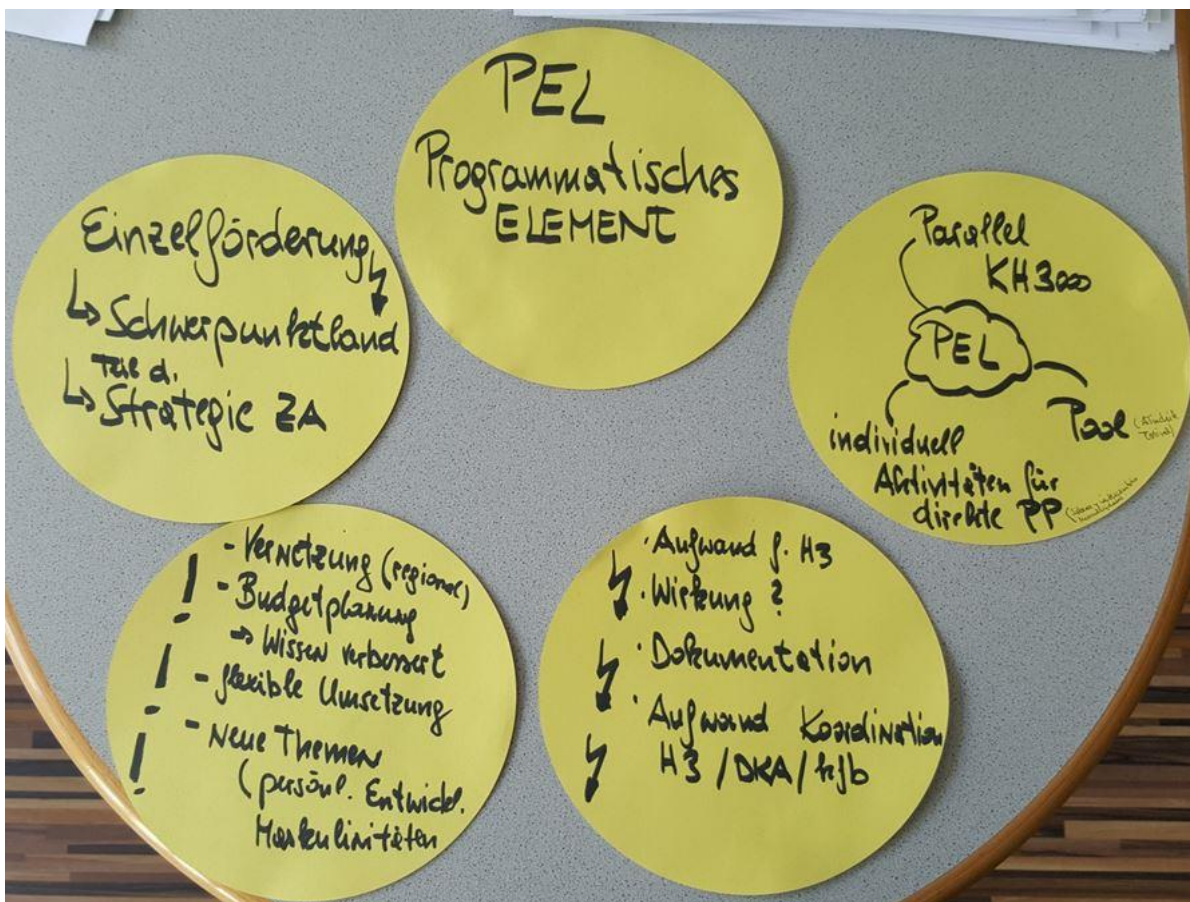 PEL
Programmatisches
ELEMENT
Einzelförderung
↳ Schwerpunktland
Teil d.
↳ Strategie ZA
Parallel
KH3000
PEL
Pool
individuell
Aktivitäten für
direkte PP
! - Vernetzung (regional)
- Budgetplanung
→ Wissen verbessert
! - flexible Umsetzung
- Neue Themen
! (persönl. Entwickl.
Maskulinitäten
· Aufwand f. H3
· Wirkung ?
· Dokumentation
· Aufwand Koordination
H3 / DKA / kfb